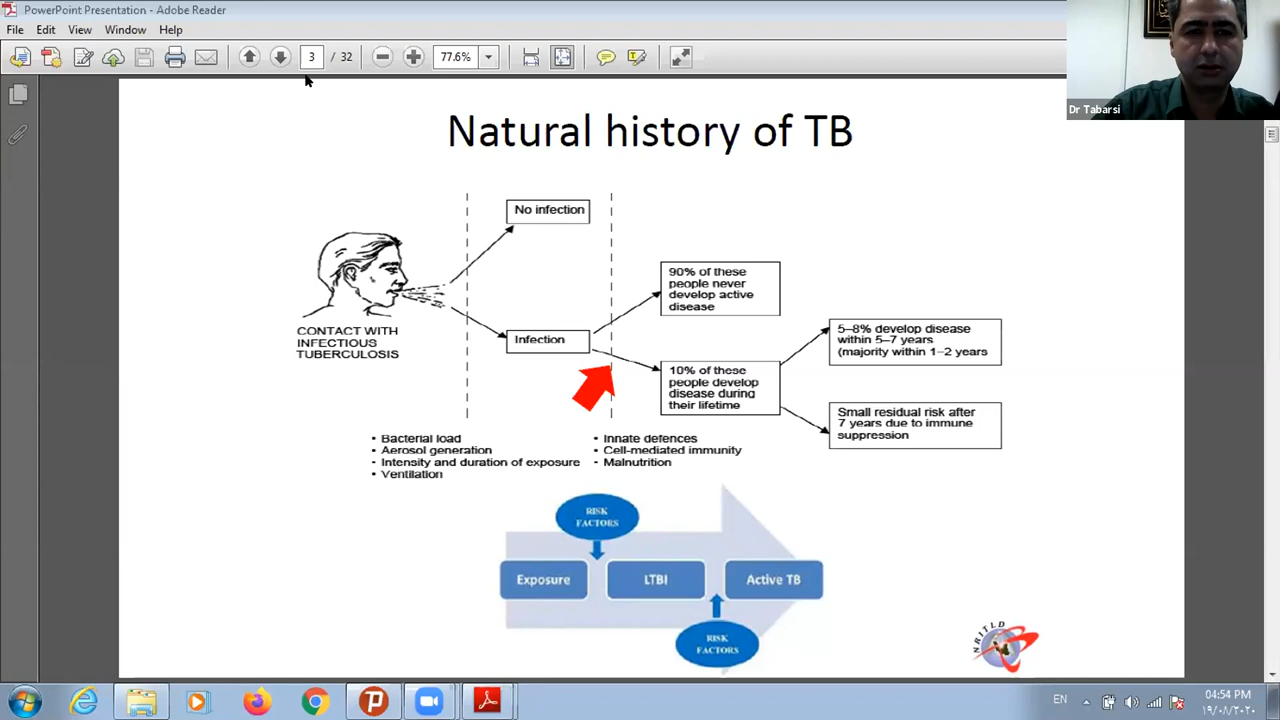 PowerPoint Presentation - Adobe Reader
File Edit View Window Help
3 / 32 77.6%
Dr Tabarsi
Natural history of TB
No infection
CONTACT WITH
INFECTIOUS
TUBERCULOSIS
Infection
90% of these
people never
develop active
disease
10% of these
people develop
disease during
their lifetime
5–8% develop disease
within 5–7 years
(majority within 1–2 years
Small residual risk after
7 years due to immune
suppression
• Bacterial load
• Aerosol generation
• Intensity and duration of exposure
• Ventilation
• Innate defences
• Cell-mediated immunity
• Malnutrition
RISK
FACTORS
Exposure
LTBI
Active TB
RISK
FACTORS
NRITLD
EN
04:54 PM
۱۹/۰۸/۲۰۲۰